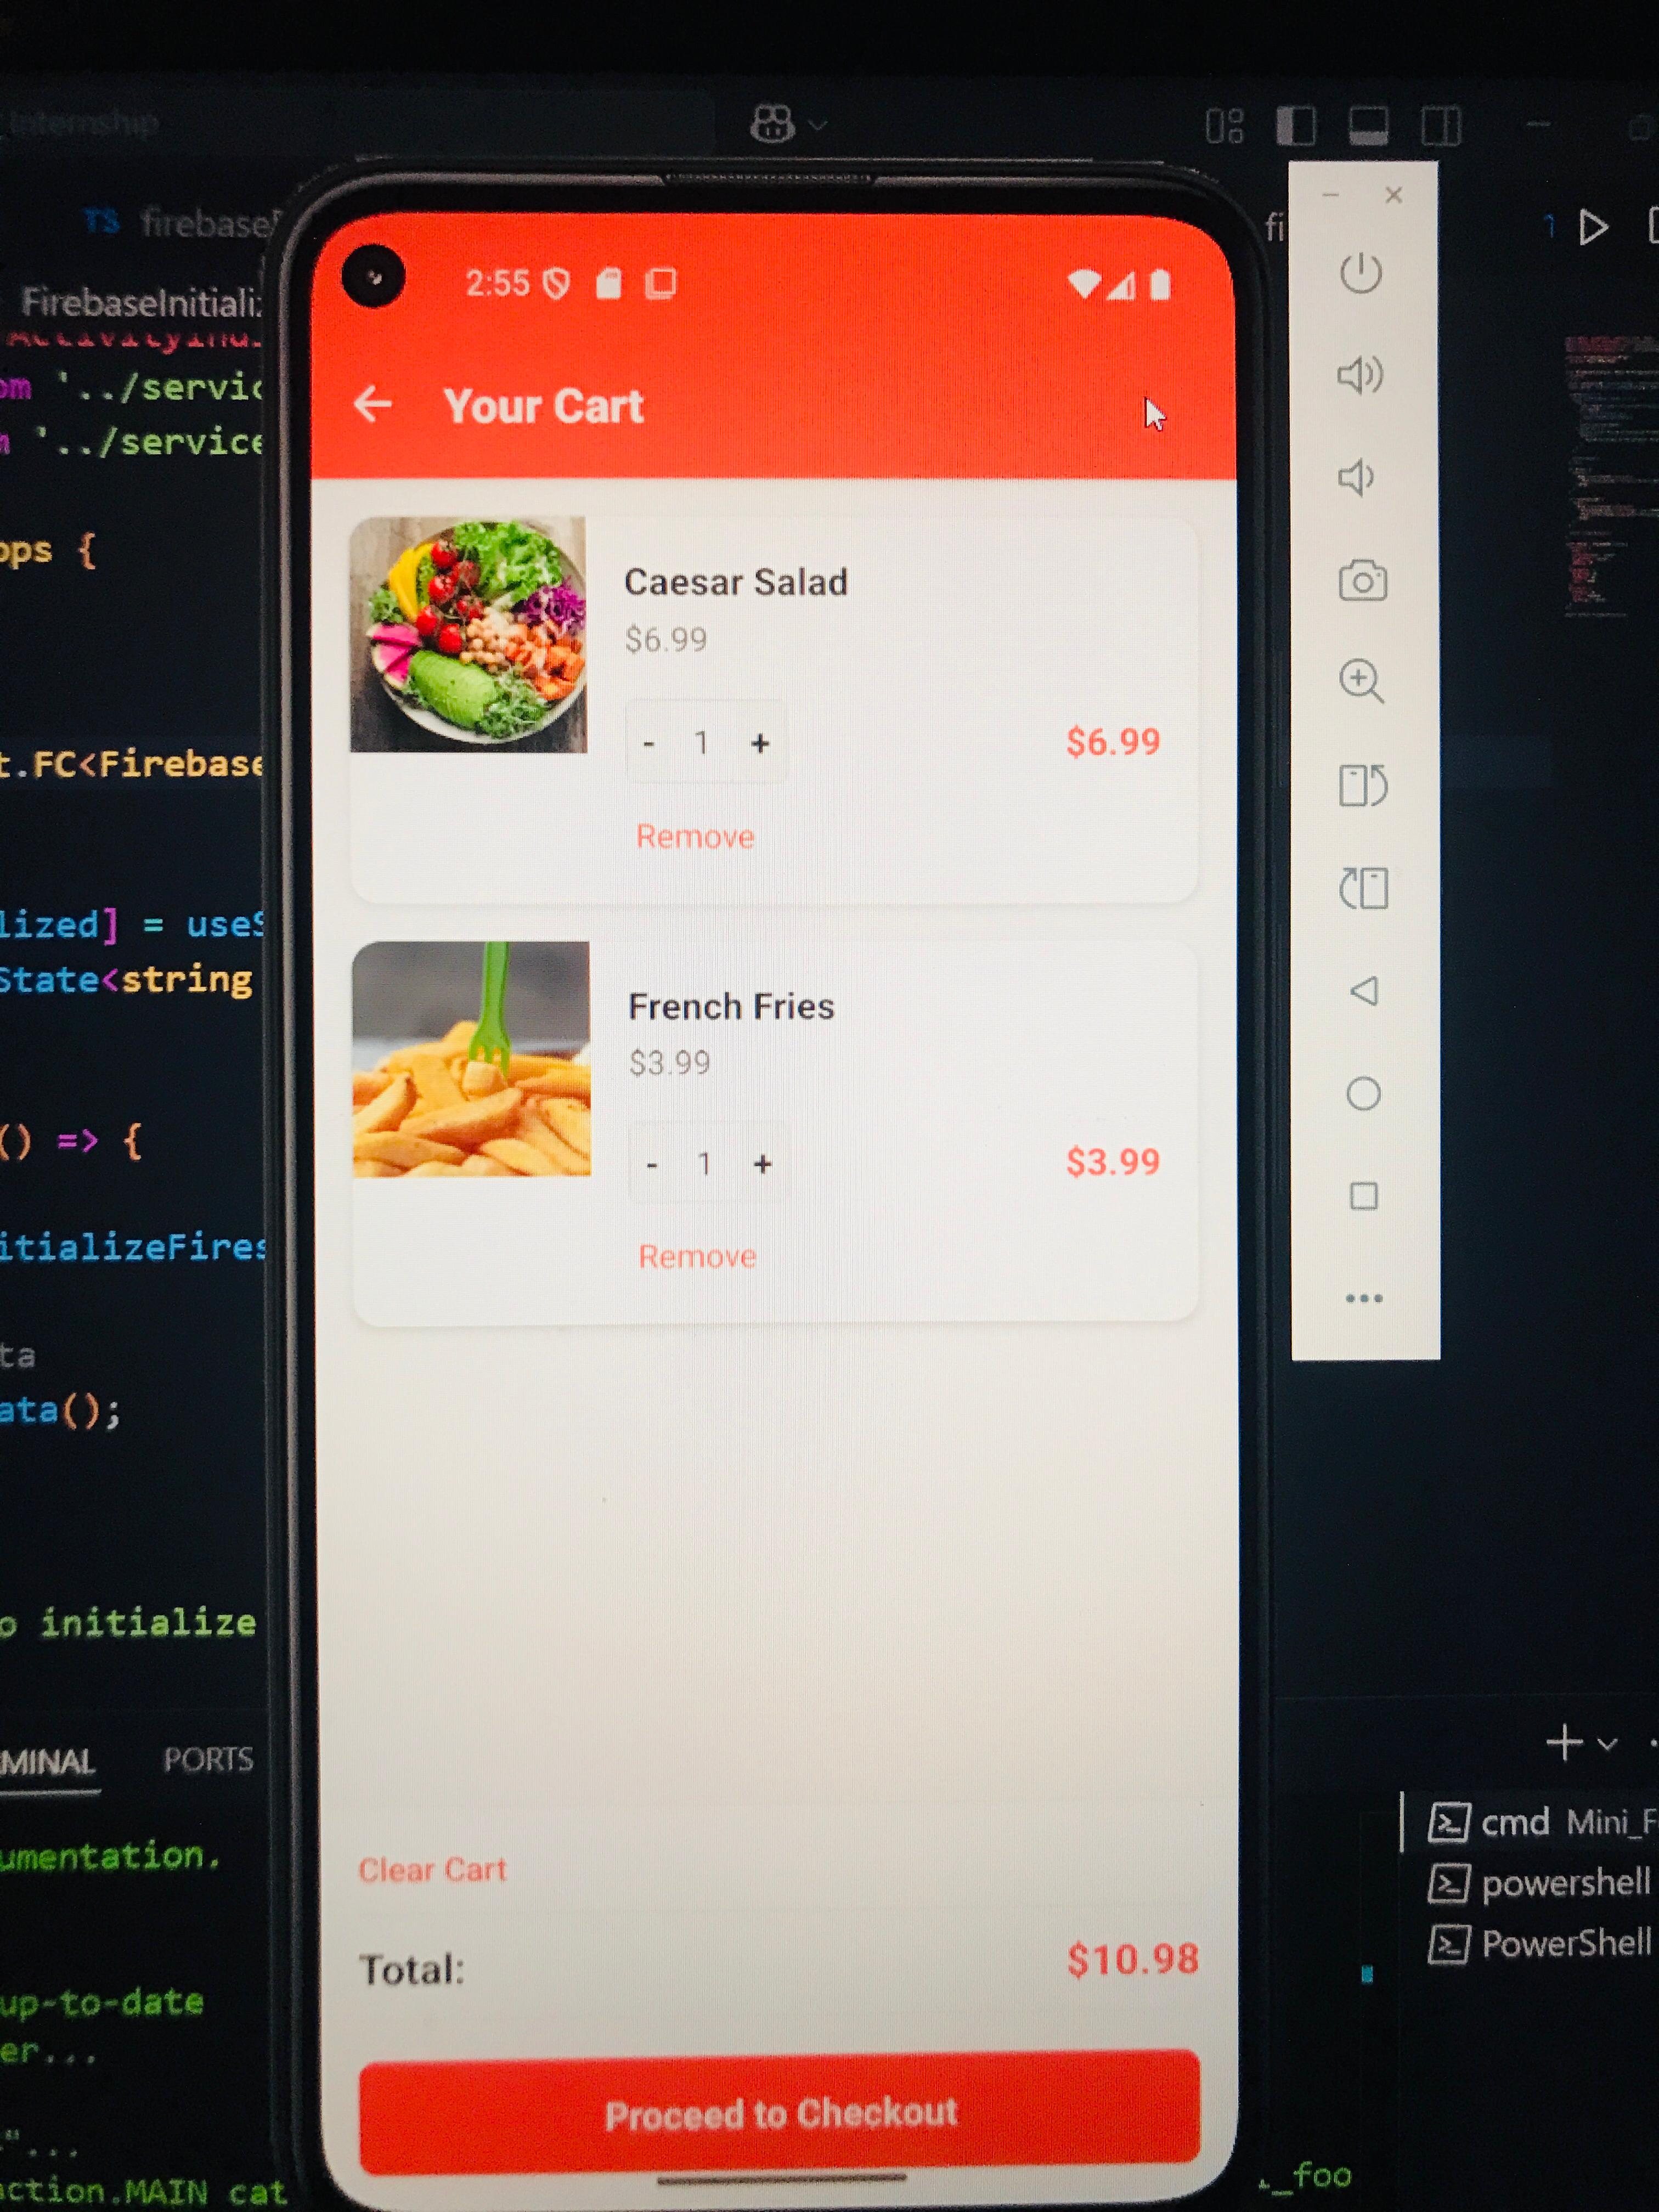 Internship
TS firebase
fi
1
FirebaseInitiali
2:55
om '../servic
'../service
Your Cart
ops {
Caesar Salad
$6.99
- 1 +
$6.99
Remove
t.FC<Firebase
lized] = useS
State<string
French Fries
$3.99
- 1 +
$3.99
Remove
() => {
itializeFires
ta
ata();
o initialize
MINAL PORTS
umentation.
cmd Mini_F
powershell
PowerShell
Clear Cart
Total:
$10.98
up-to-date
er...
Proceed to Checkout
"...
action.MAIN cat
_foo